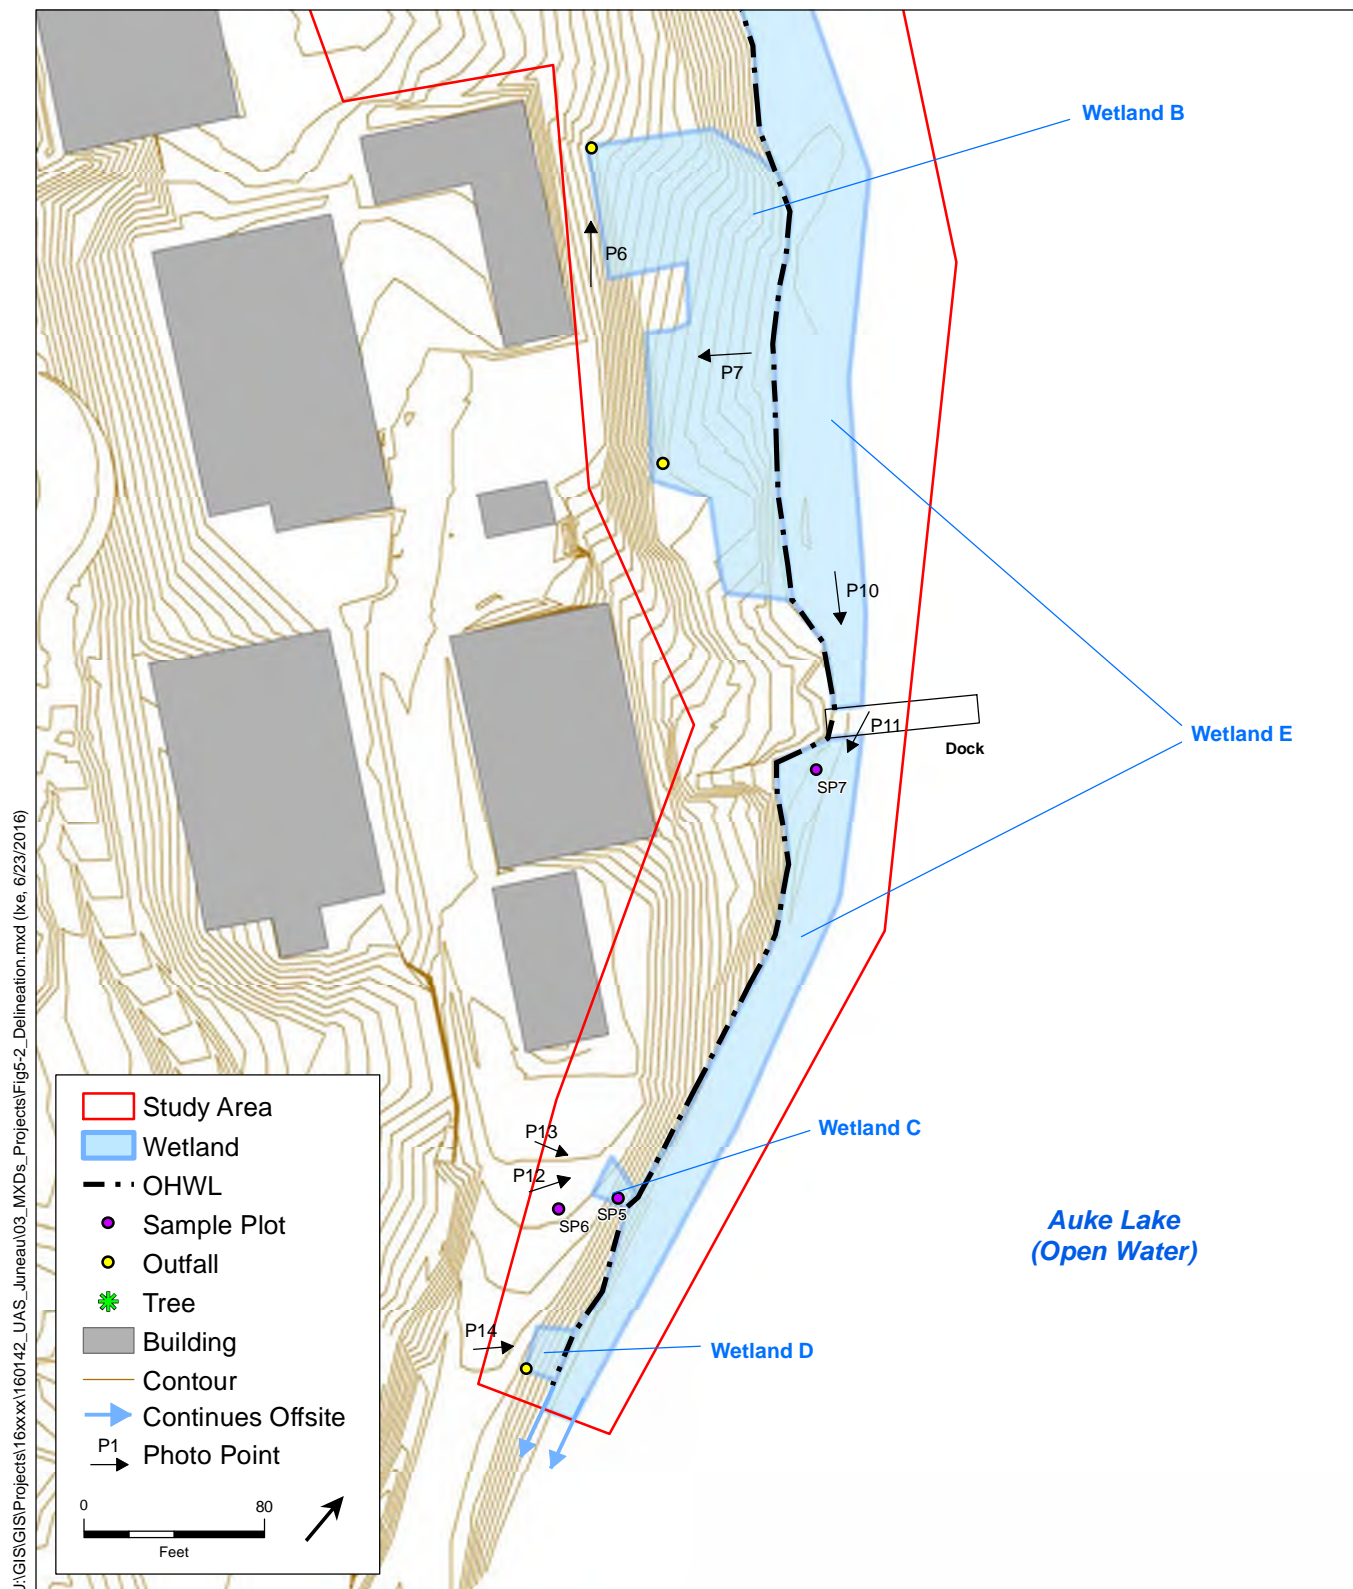 Wetland B
P6
P7
P10
P11
Dock
Wetland E
SP7
J:\GIS\GIS\Projects\16xxxx\160142_UAS_Juneau\03_MXDs_Projects\Fig5-2_Delineation.mxd (lxe, 6/23/2016)
Wetland C
P13
P12
SP6
SP5
Auke Lake
(Open Water)
P14
Wetland D
Study Area
Wetland
OHWL
Sample Plot
Outfall
Tree
Building
Contour
Continues Offsite
P1
Photo Point
0 80
Feet